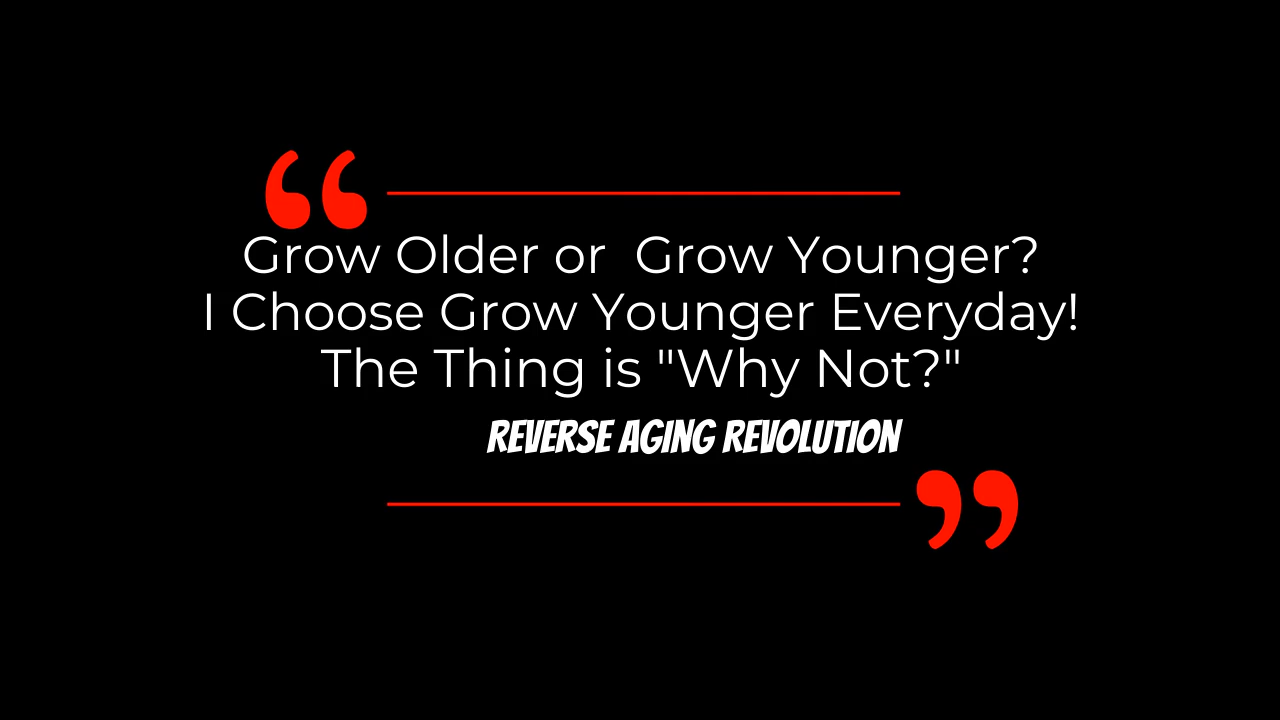 Grow Older or  Grow Younger?
I Choose Grow Younger Everyday!
The Thing is "Why Not?"
REVERSE AGING REVOLUTION